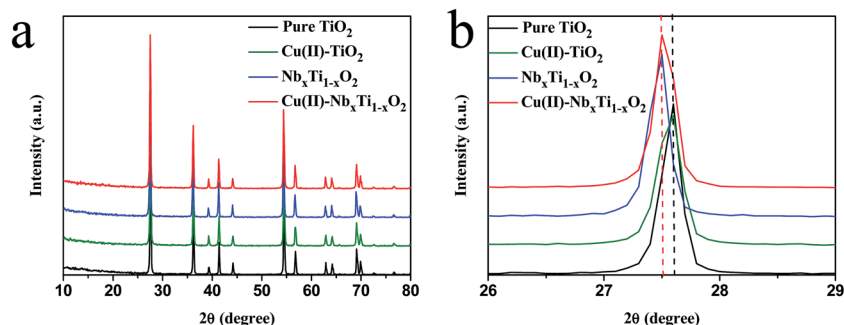 a
Pure TiO₂
Cu(II)-TiO₂
NbₓTi₁₋ₓO₂
Cu(II)-NbₓTi₁₋ₓO₂
Intensity (a.u.)
10 20 30 40 50 60 70 80
2θ (degree)
b
Pure TiO₂
Cu(II)-TiO₂
NbₓTi₁₋ₓO₂
Cu(II)-NbₓTi₁₋ₓO₂
Intensity (a.u.)
26 27 28 29
2θ (degree)